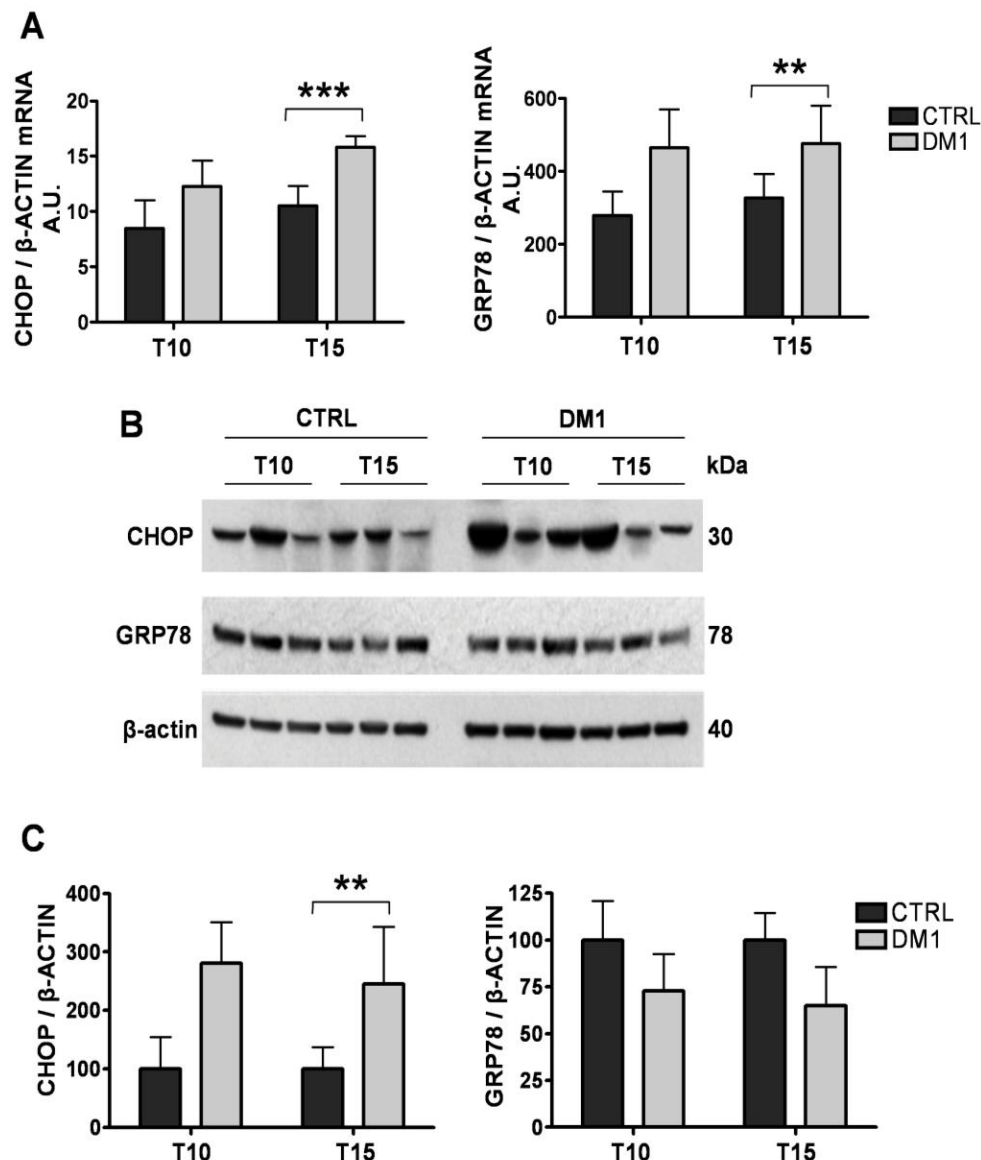 A
CHOP / β-ACTIN mRNA
A.U.
20
15
10
5
0
***
T10 T15
GRP78 / β-ACTIN mRNA
A.U.
600
400
200
0
**
T10 T15
CTRL
DM1
B
CTRL DM1
T10 T15 T10 T15 kDa
CHOP 30
GRP78 78
β-actin 40
C
CHOP / β-ACTIN
400
300
200
100
0
**
T10 T15
GRP78 / β-ACTIN
125
100
75
50
25
0
T10 T15
CTRL
DM1